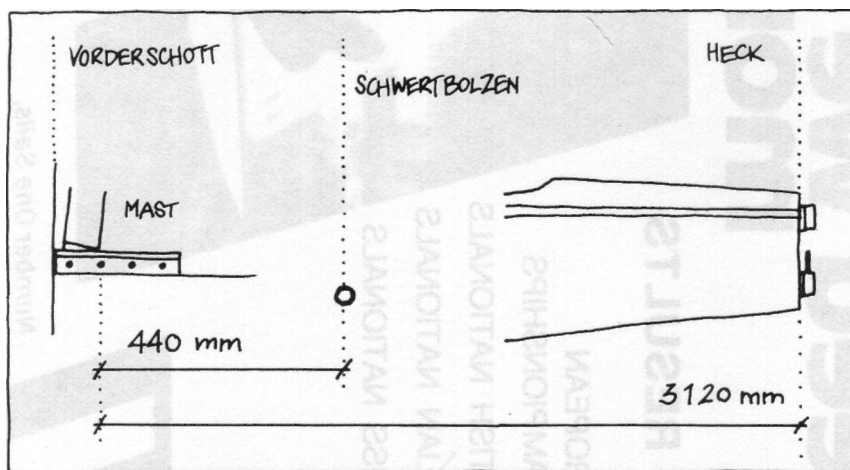 VORDERSCHOTT
HECK
SCHWERTBOLZEN
MAST
440 mm
3120 mm